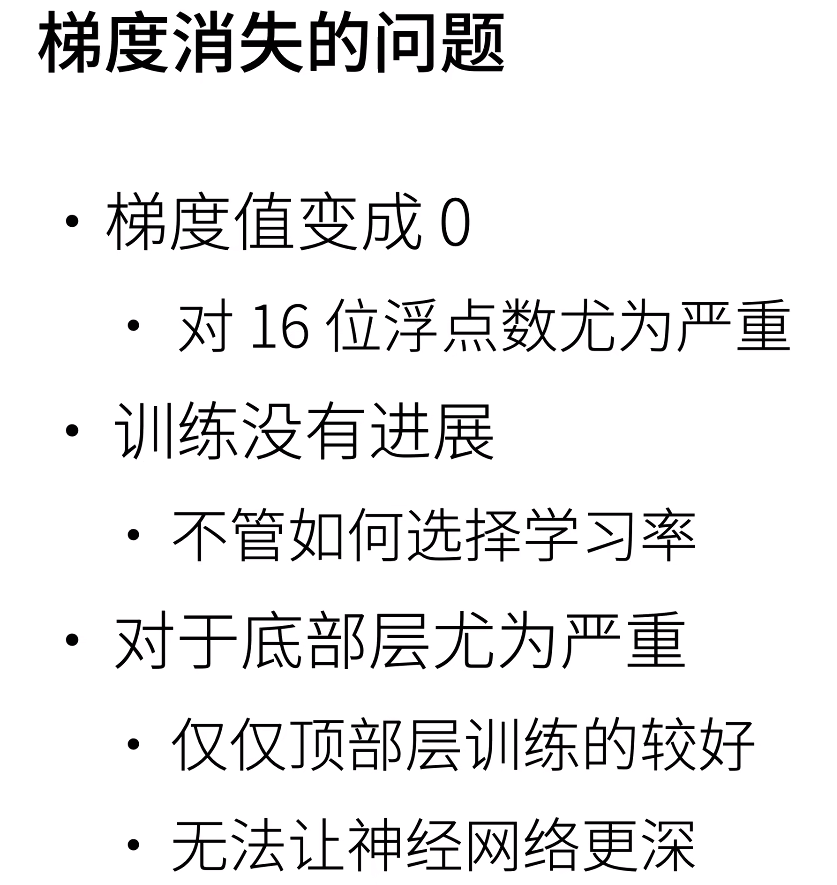 梯度消失的问题
• 梯度值变成 0
• 对 16 位浮点数尤为严重
• 训练没有进展
• 不管如何选择学习率
• 对于底部层尤为严重
• 仅仅顶部层训练的较好
• 无法让神经网络更深